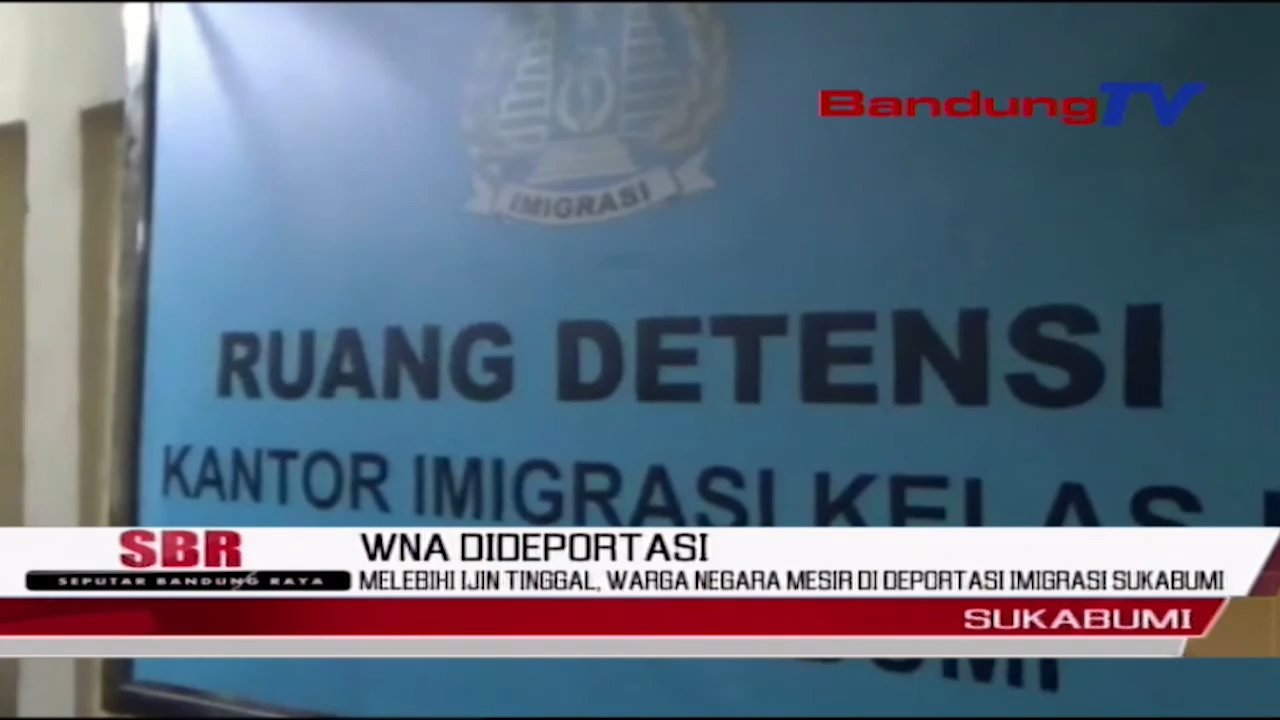 BandungTV
IMIGRASI
RUANG DETENSI
KANTOR IMIGRASI KELAS
SBR
SEPUTAR BANDUNG RAYA
WNA DIDEPORTASI
MELEBIHI IJIN TINGGAL, WARGA NEGARA MESIR DI DEPORTASI IMIGRASI SUKABUMI
SUKABUMI